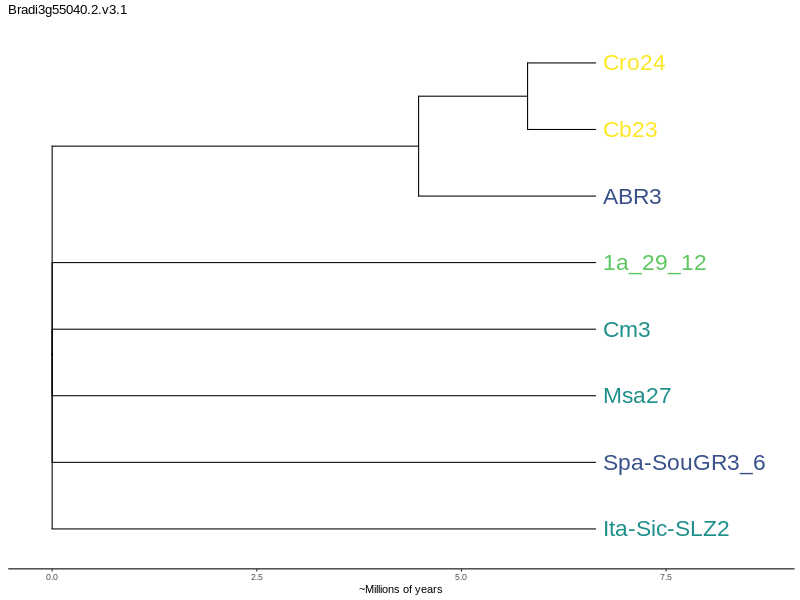 Bradi3g55040.2.v3.1
Cro24
Cb23
ABR3
1a_29_12
Cm3
Msa27
Spa-SouGR3_6
Ita-Sic-SLZ2
0.0 2.5 5.0 7.5
~Millions of years